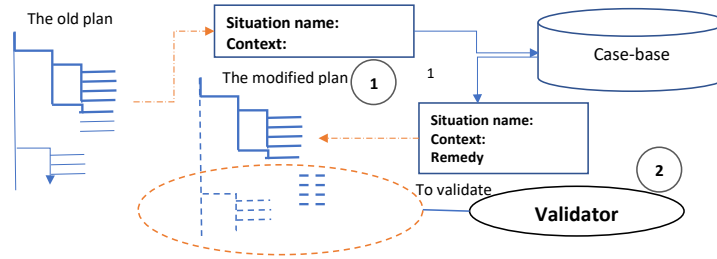 The old plan
Situation name:
Context:
Case-base
The modified plan
1
1
Situation name:
Context:
Remedy
To validate
2
Validator